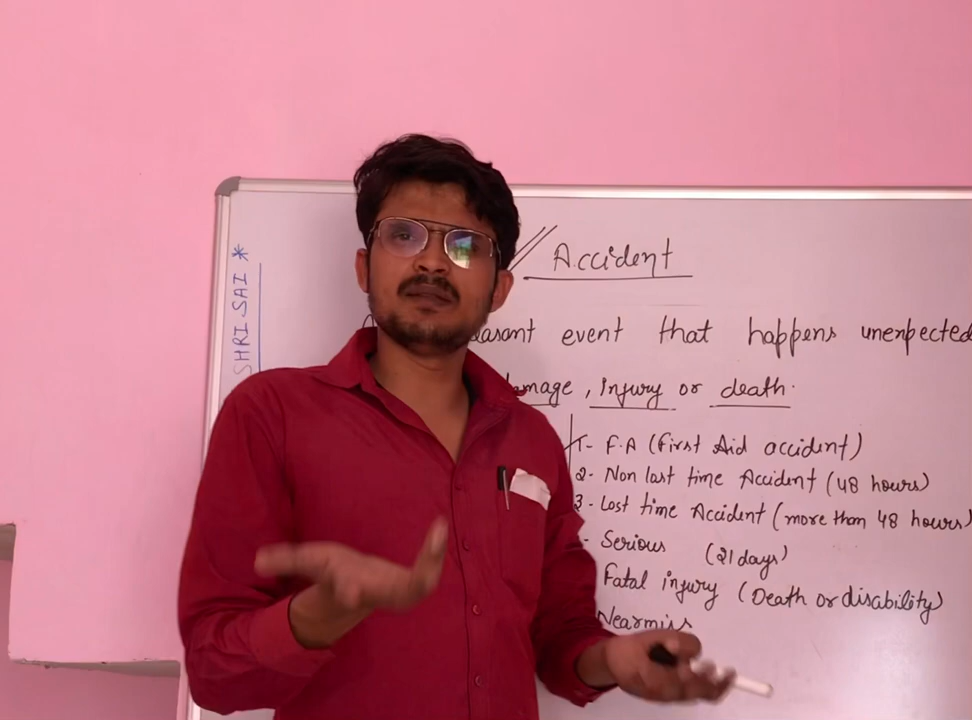 SHRI SAI *
Accident
event that happens unexpected
, injury or death.
1- F.A (First Aid accident)
2- Non last time Accident (48 hours)
3- Lost time Accident (more than 48 hours)
- Serious (21 days)
Fatal injury (Death or disability)
Nearmiss